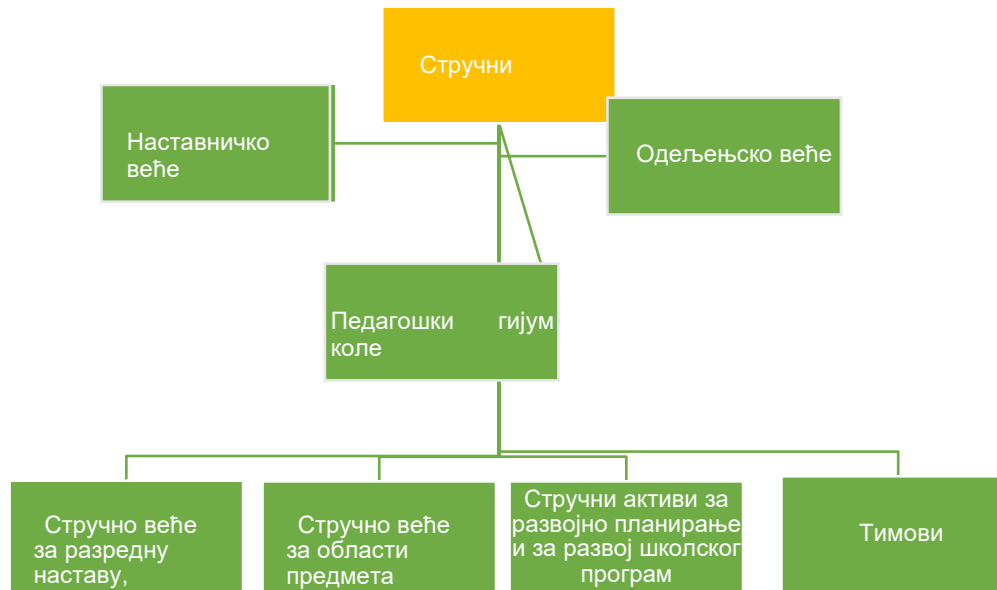 Стручни
Наставничко
веће
Одељењско веће
Педагошки гијум
коле
Стручно веће
за разредну
наставу,
Стручно веће
за области
предмета
Стручни активи за
развојно планирање
и за развој школског
програм
Тимови